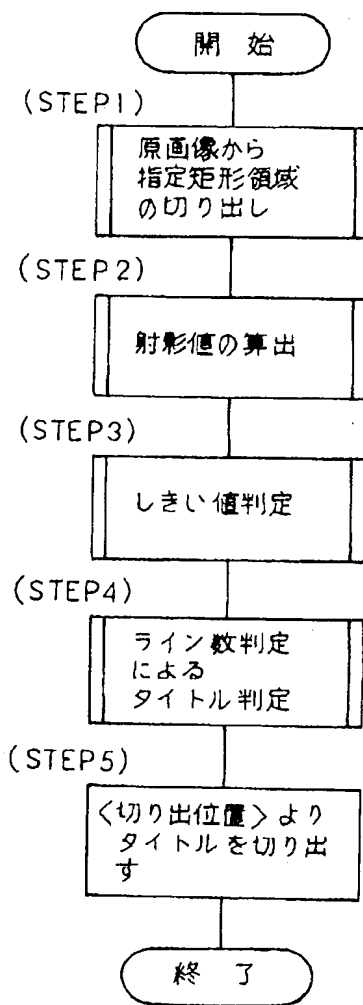 開始
(STEP1)
原画像から
指定矩形領域
の切り出し
(STEP2)
射影値の算出
(STEP3)
しきい値判定
(STEP4)
ライン数判定
による
タイトル判定
(STEP5)
〈切り出位置〉より
タイトルを切り出
す
終了